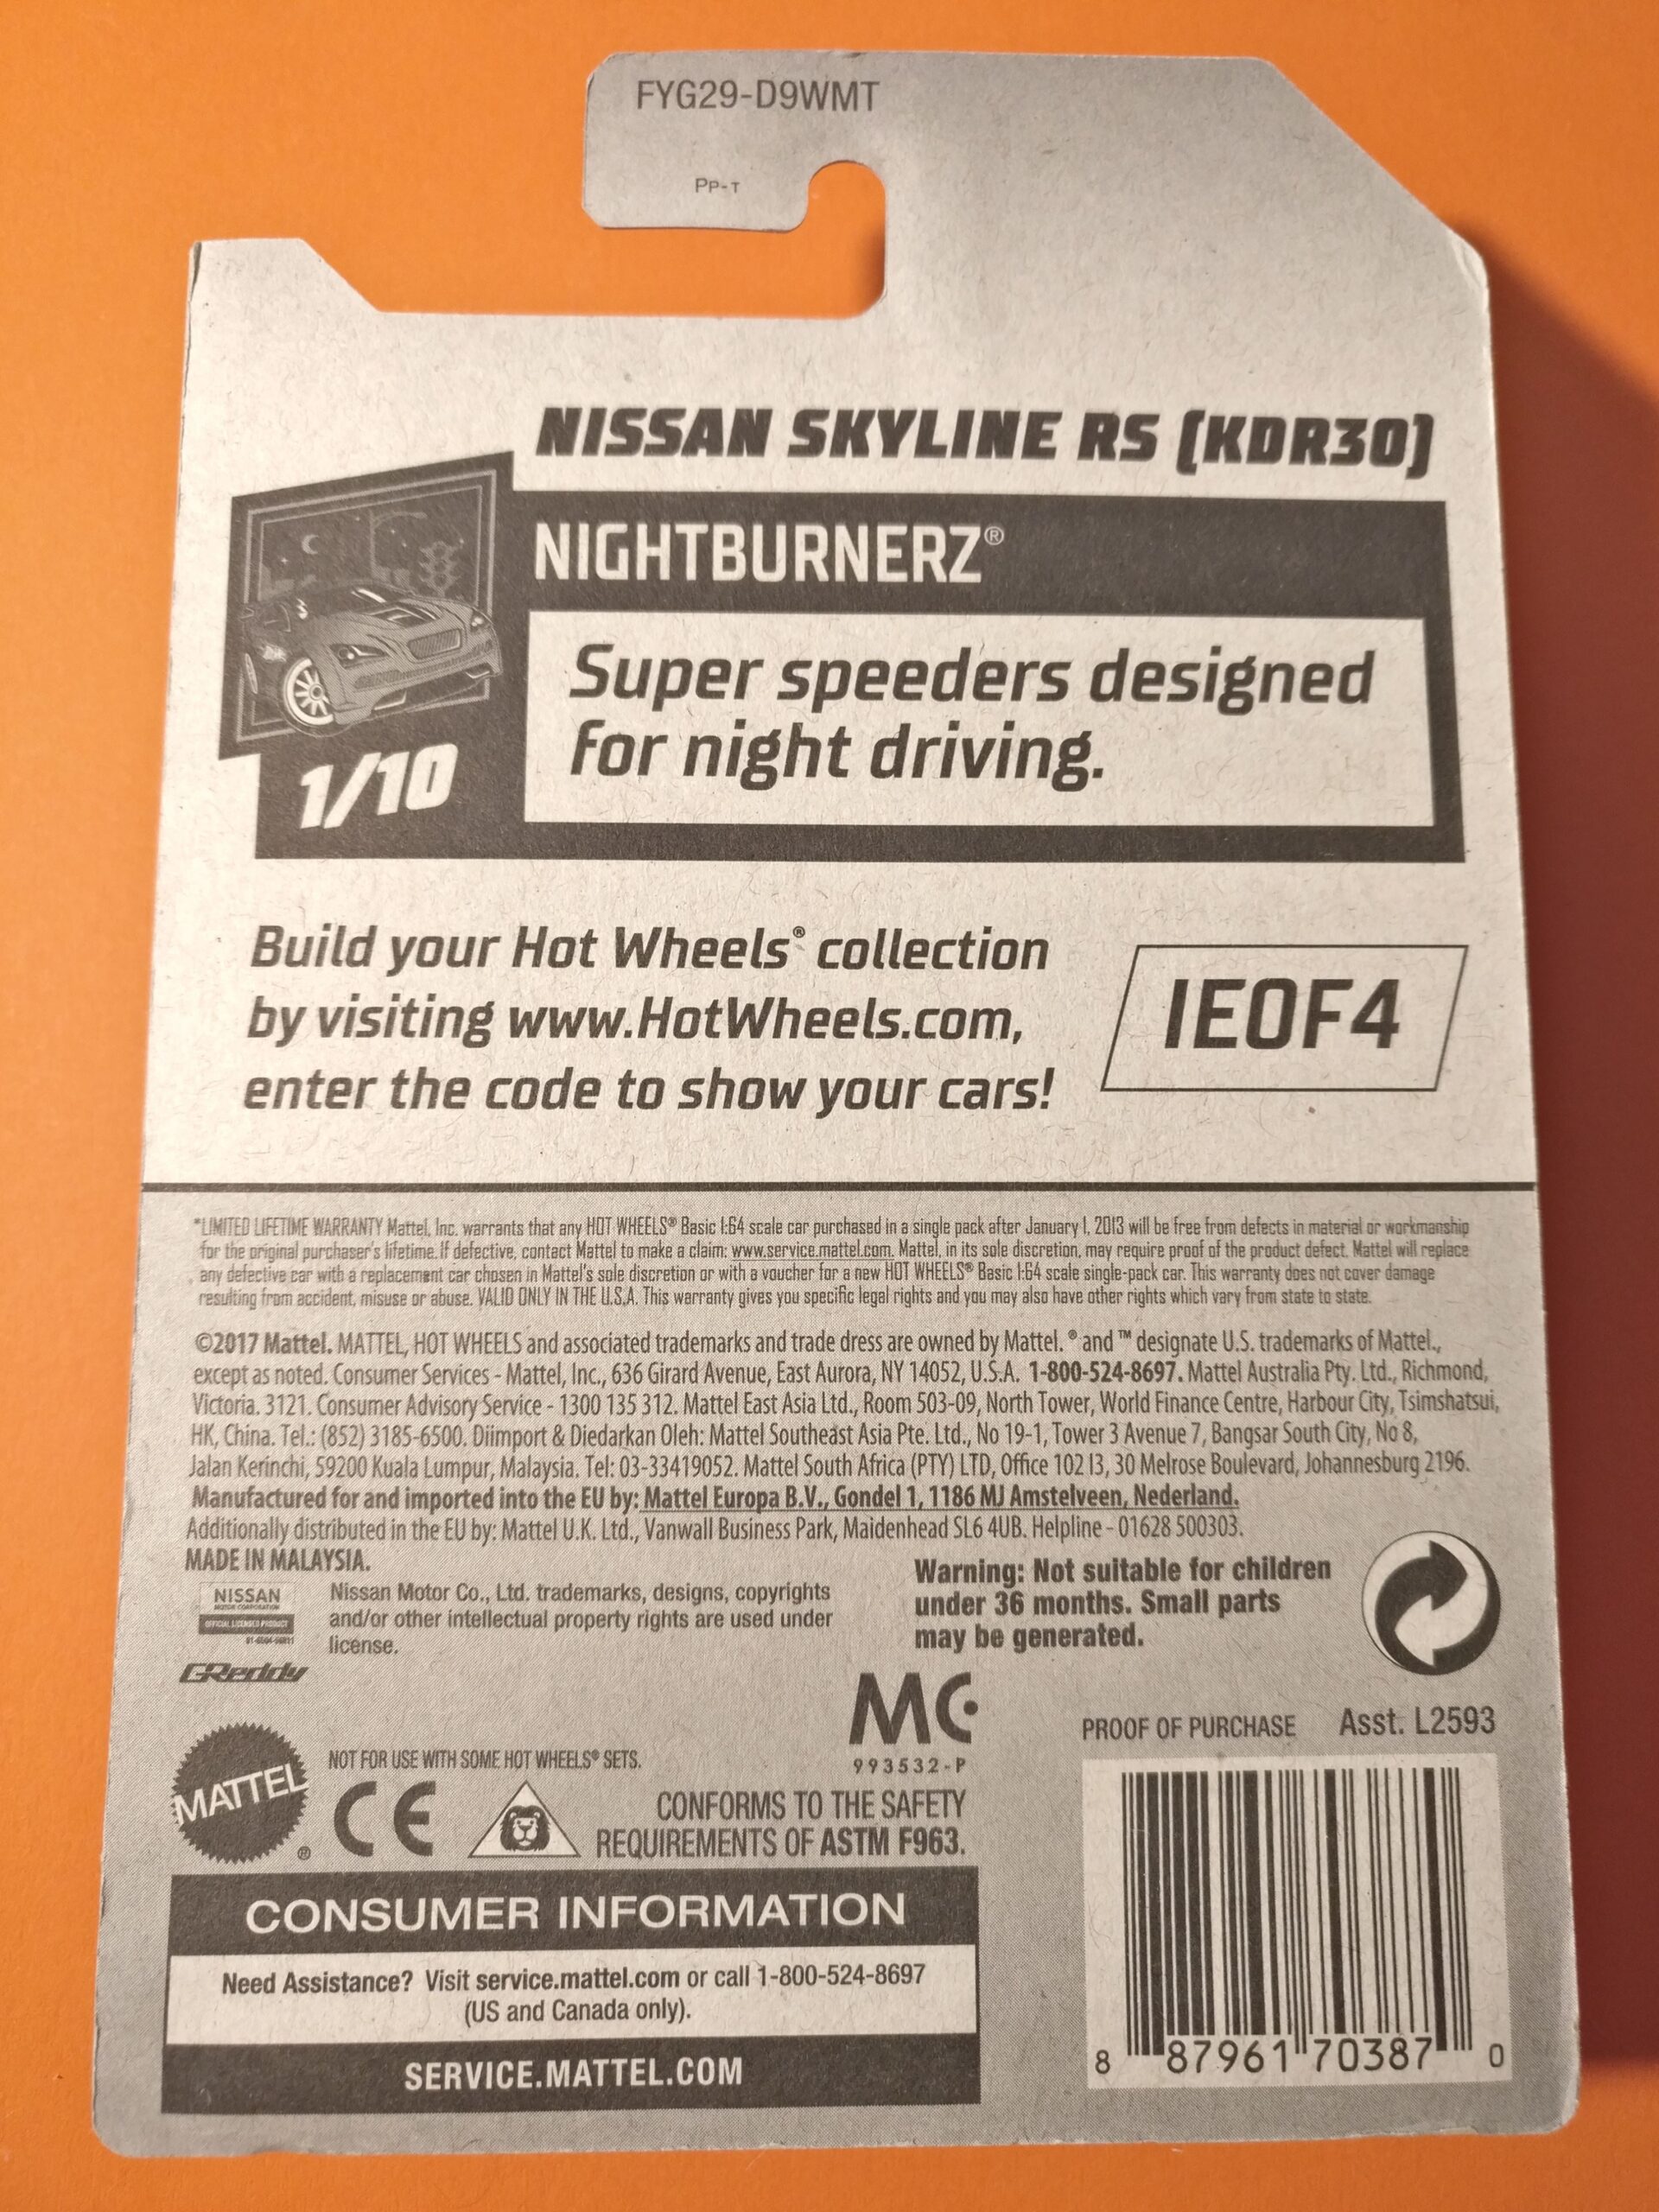 FYG29-D9WMT
PP-T
NISSAN SKYLINE RS (KDR30)
NIGHTBURNERZ®
Super speeders designed
for night driving.
1/10
Build your Hot Wheels® collection
by visiting www.HotWheels.com,
enter the code to show your cars!
IEOF4
*LIMITED LIFETIME WARRANTY Mattel, Inc. warrants that any HOT WHEELS® Basic 1:64 scale car purchased in a single pack after January 1, 2013 will be free from defects in material or workmanship
for the original purchaser's lifetime. If defective, contact Mattel to make a claim: www.service.mattel.com. Mattel, in its sole discretion, may require proof of the product defect. Mattel will replace
any defective car with a replacement car chosen in Mattel's sole discretion or with a voucher for a new HOT WHEELS® Basic 1:64 scale single-pack car. This warranty does not cover damage
resulting from accident, misuse or abuse. VALID ONLY IN THE U.S.A. This warranty gives you specific legal rights and you may also have other rights which vary from state to state.
©2017 Mattel. MATTEL, HOT WHEELS and associated trademarks and trade dress are owned by Mattel. ® and ™ designate U.S. trademarks of Mattel.,
except as noted. Consumer Services - Mattel, Inc., 636 Girard Avenue, East Aurora, NY 14052, U.S.A. 1-800-524-8697. Mattel Australia Pty. Ltd., Richmond,
Victoria. 3121. Consumer Advisory Service - 1300 135 312. Mattel East Asia Ltd., Room 503-09, North Tower, World Finance Centre, Harbour City, Tsimshatsui,
HK, China. Tel.: (852) 3185-6500. Diimport & Diedarkan Oleh: Mattel Southeast Asia Pte. Ltd., No 19-1, Tower 3 Avenue 7, Bangsar South City, No 8,
Jalan Kerinchi, 59200 Kuala Lumpur, Malaysia. Tel: 03-33419052. Mattel South Africa (PTY) LTD, Office 102 I3, 30 Melrose Boulevard, Johannesburg 2196.
Manufactured for and imported into the EU by: Mattel Europa B.V., Gondel 1, 1186 MJ Amstelveen, Nederland.
Additionally distributed in the EU by: Mattel U.K. Ltd., Vanwall Business Park, Maidenhead SL6 4UB. Helpline - 01628 500303.
MADE IN MALAYSIA.
NISSAN
MOTOR CORPORATION
OFFICIAL LICENSED PRODUCT
Nissan Motor Co., Ltd. trademarks, designs, copyrights
and/or other intellectual property rights are used under
license.
GReddy
Warning: Not suitable for children
under 36 months. Small parts
may be generated.
MC
993532-P
PROOF OF PURCHASE Asst. L2593
MATTEL®
NOT FOR USE WITH SOME HOT WHEELS® SETS.
CE
CONFORMS TO THE SAFETY
REQUIREMENTS OF ASTM F963.
CONSUMER INFORMATION
Need Assistance? Visit service.mattel.com or call 1-800-524-8697
(US and Canada only).
SERVICE.MATTEL.COM
8 87961 70387 0